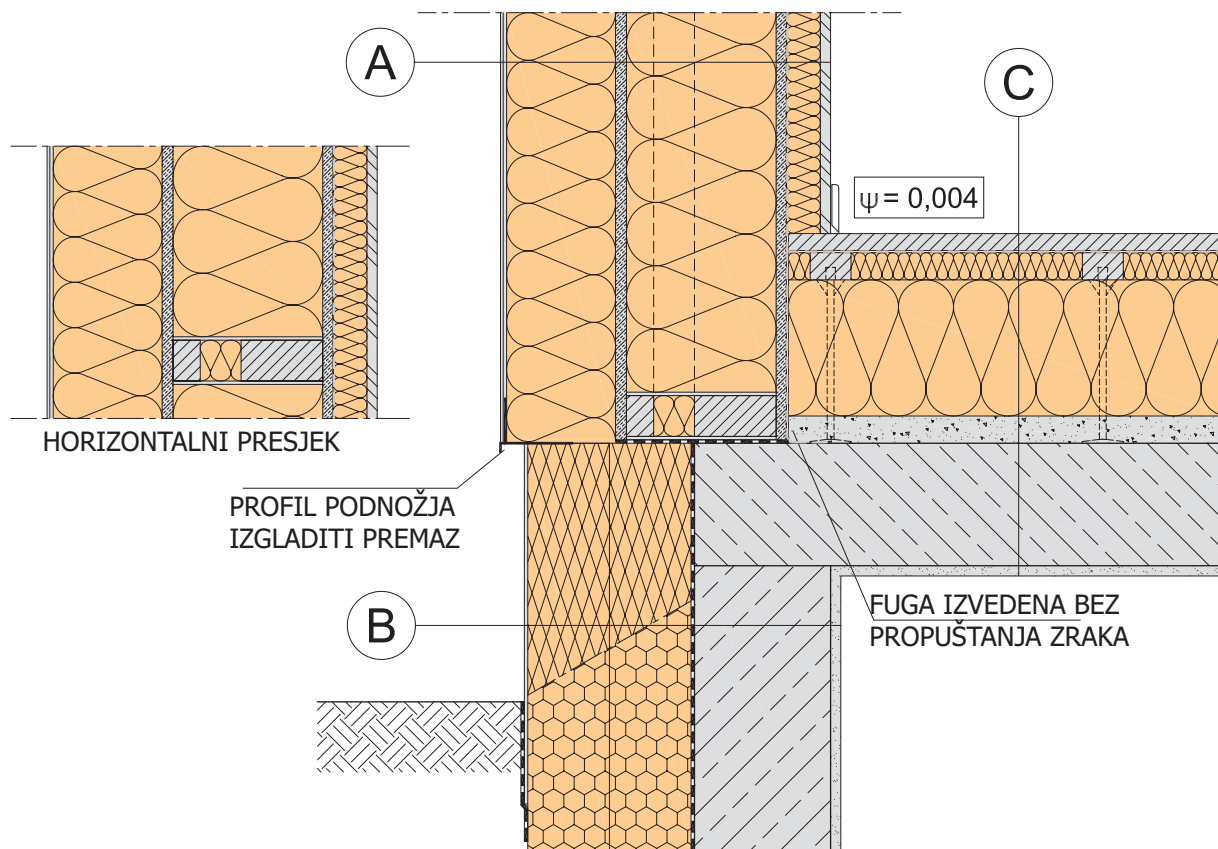 A
C
ψ = 0,004
HORIZONTALNI PRESJEK
PROFIL PODNOŽJA
IZGLADITI PREMAZ
B
FUGA IZVEDENA BEZ
PROPUŠTANJA ZRAKA